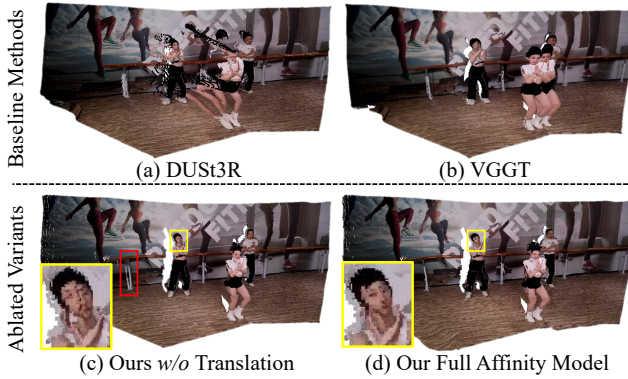 Baseline Methods
(a) DUSt3R
(b) VGGT
Ablated Variants
(c) Ours w/o Translation
(d) Our Full Affinity Model